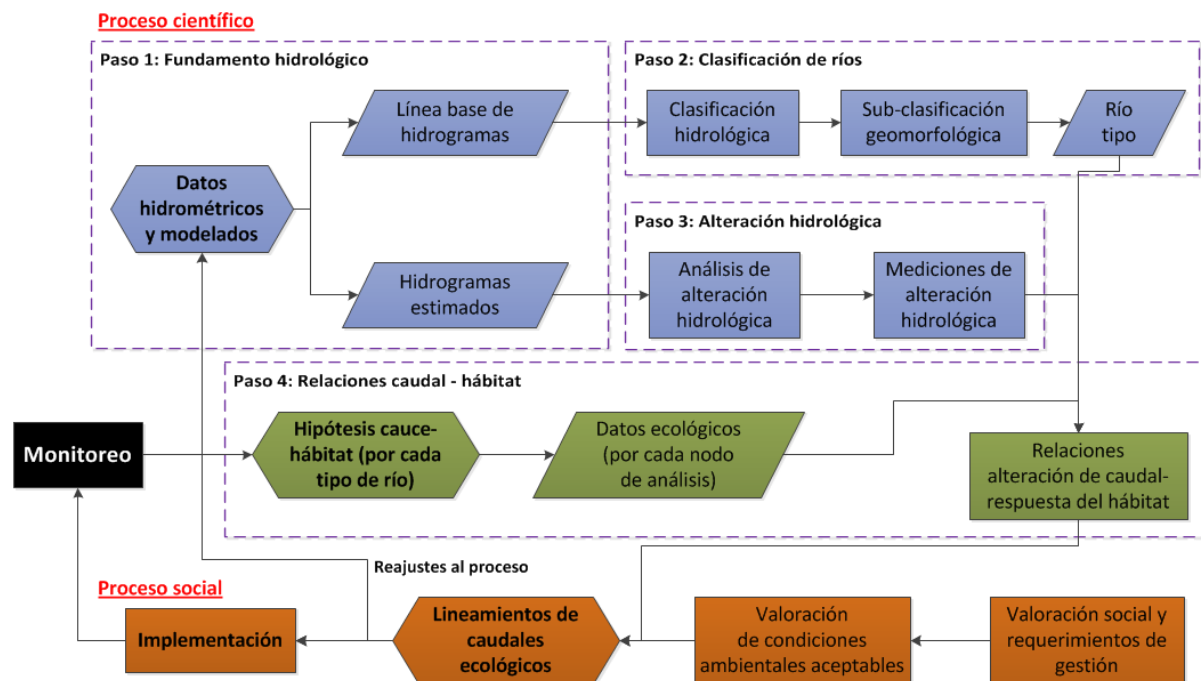 Proceso científico
Paso 1: Fundamento hidrológico
Línea base de
hidrogramas
Datos
hidrométricos
y modelados
Hidrogramas
estimados
Paso 2: Clasificación de ríos
Clasificación
hidrológica
Sub-clasificación
geomorfológica
Río
tipo
Paso 3: Alteración hidrológica
Análisis de
alteración
hidrológica
Mediciones de
alteración
hidrológica
Paso 4: Relaciones caudal - hábitat
Monitoreo
Hipótesis cauce-
hábitat (por cada
tipo de río)
Datos ecológicos
(por cada nodo
de análisis)
Relaciones
alteración de caudal-
respuesta del hábitat
Reajustes al proceso
Proceso social
Implementación
Lineamientos de
caudales
ecológicos
Valoración
de condiciones
ambientales aceptables
Valoración social y
requerimientos de
gestión